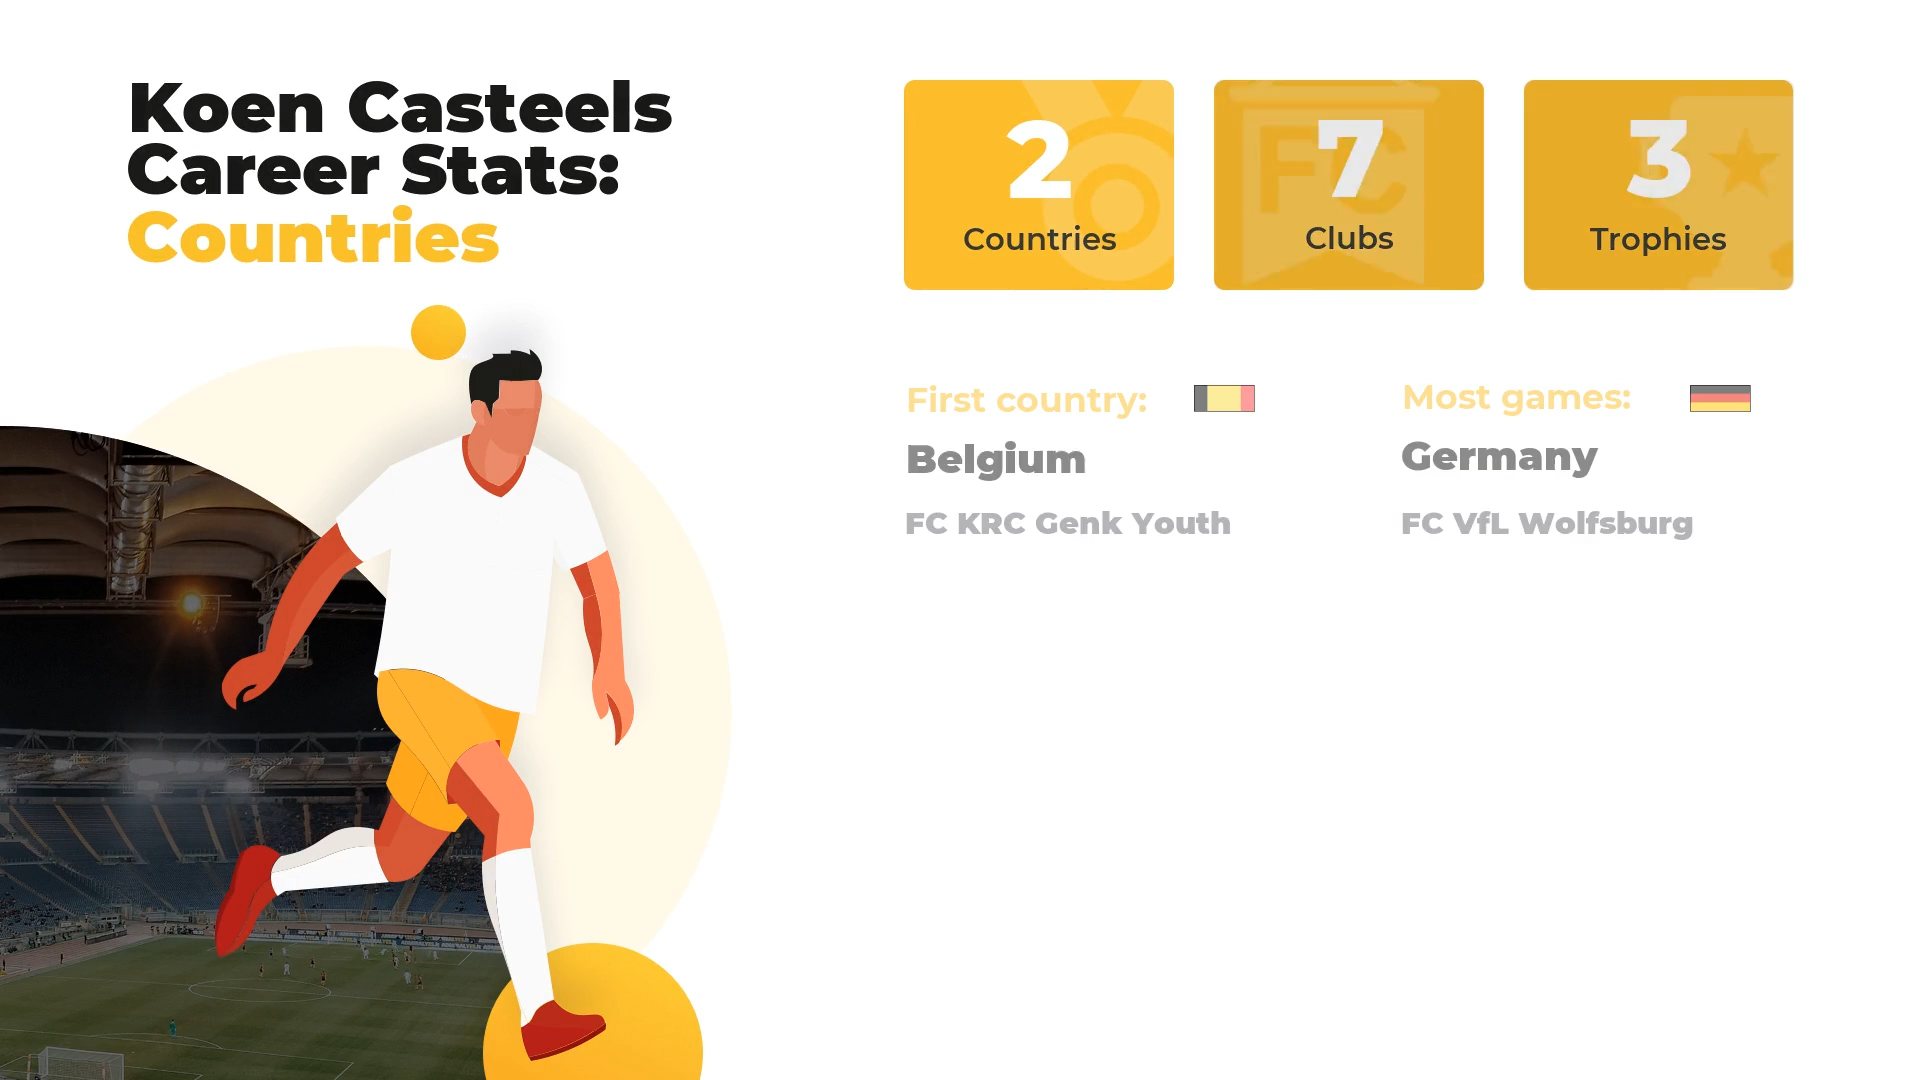 Koen Casteels
Career Stats:
Countries
2
Countries
FC
7
Clubs
3
Trophies
First country:
Belgium
FC KRC Genk Youth
Most games:
Germany
FC VfL Wolfsburg